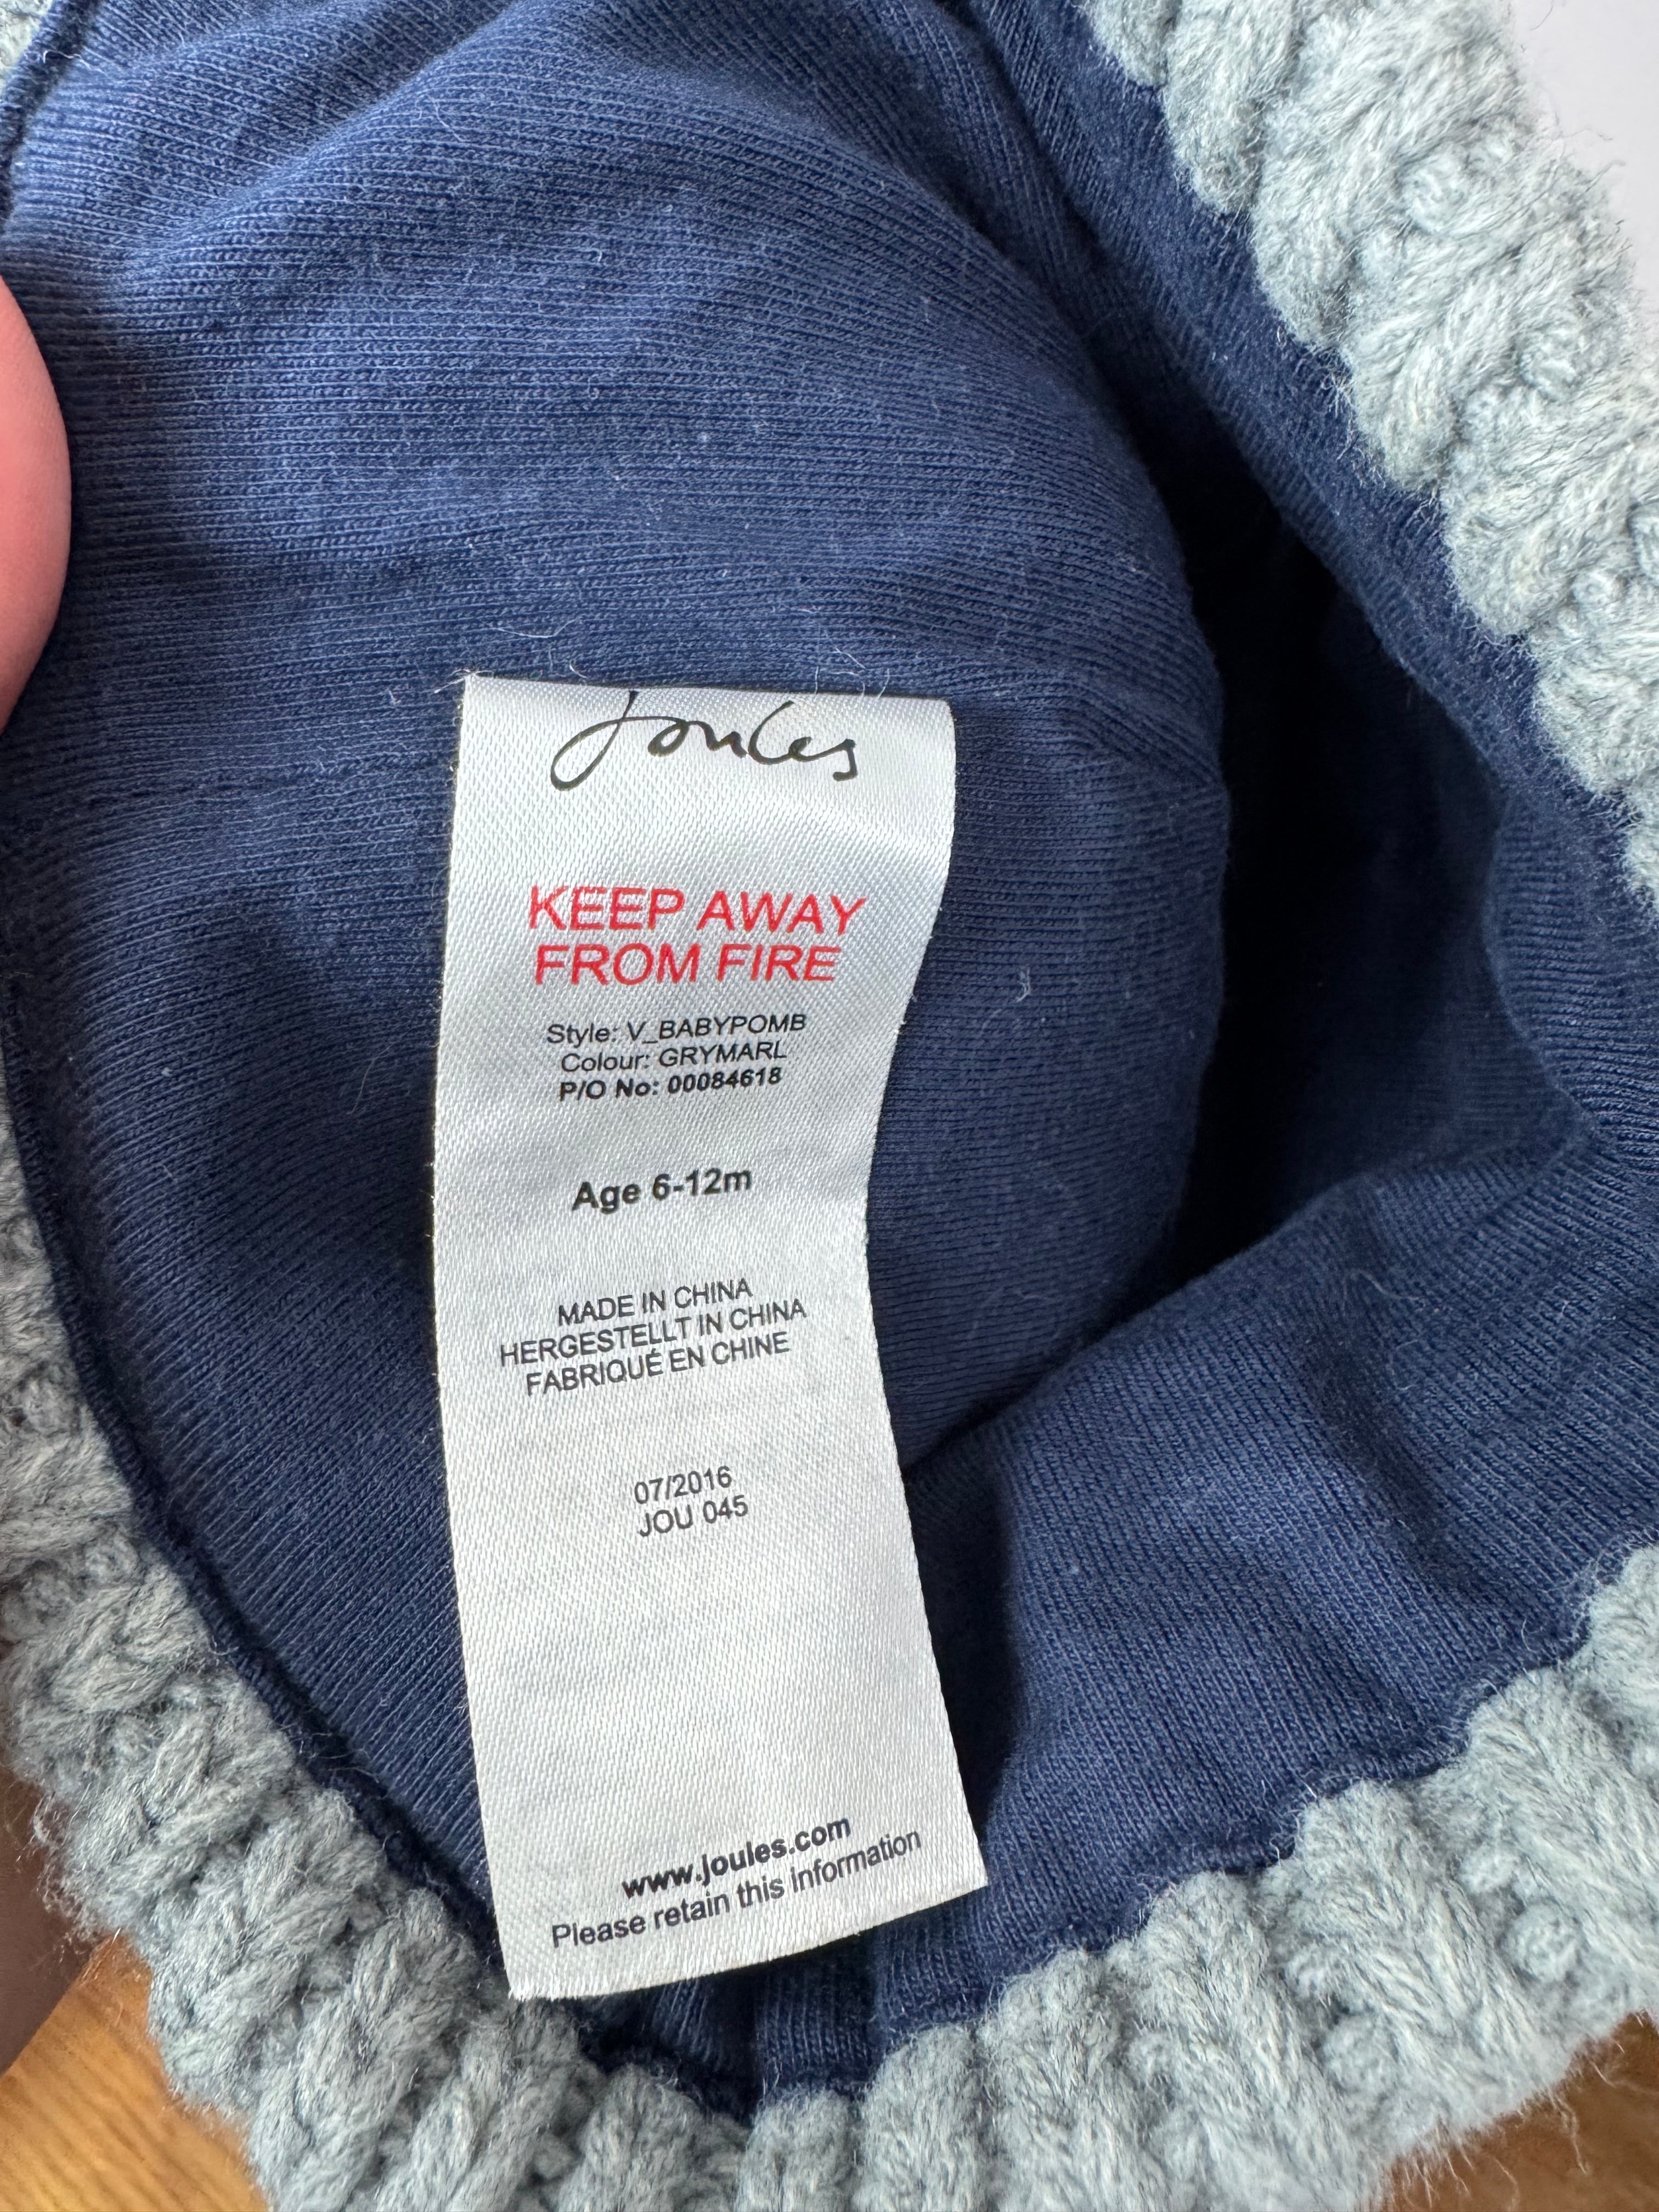 Joules
KEEP AWAY
FROM FIRE
Style: V_BABYPOMB
Colour: GRYMARL
P/O No: 00084618
Age 6-12m
MADE IN CHINA
HERGESTELLT IN CHINA
FABRIQUÉ EN CHINE
07/2016
JOU 045
www.joules.com
Please retain this information